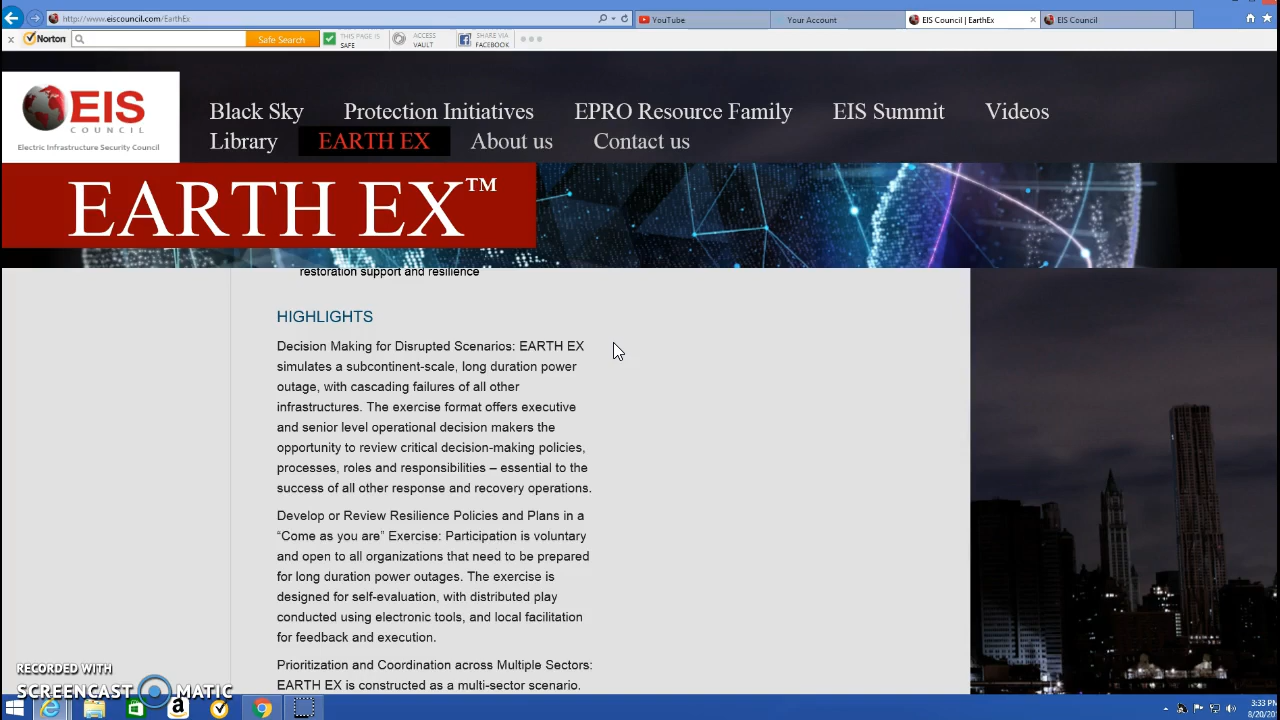 http://www.eiscouncil.com/EarthEx
YouTube
Your Account
EIS Council | EarthEx
EIS Council
Norton
Safe Search
THIS PAGE IS
SAFE
ACCESS
VAULT
SHARE VIA
FACEBOOK
EIS
COUNCIL
Electric Infrastructure Security Council
Black Sky
Protection Initiatives
EPRO Resource Family
EIS Summit
Videos
Library
EARTH EX
About us
Contact us
EARTH EX™
restoration support and resilience
HIGHLIGHTS
Decision Making for Disrupted Scenarios: EARTH EX
simulates a subcontinent-scale, long duration power
outage, with cascading failures of all other
infrastructures. The exercise format offers executive
and senior level operational decision makers the
opportunity to review critical decision-making policies,
processes, roles and responsibilities – essential to the
success of all other response and recovery operations.
Develop or Review Resilience Policies and Plans in a
“Come as you are” Exercise: Participation is voluntary
and open to all organizations that need to be prepared
for long duration power outages. The exercise is
designed for self-evaluation, with distributed play
conducted using electronic tools, and local facilitation
for feedback and execution.
Prioritization and Coordination across Multiple Sectors:
EARTH EX is constructed as a multi-sector scenario.
RECORDED WITH
SCREENCAST MATIC
3:33 PM
8/20/20